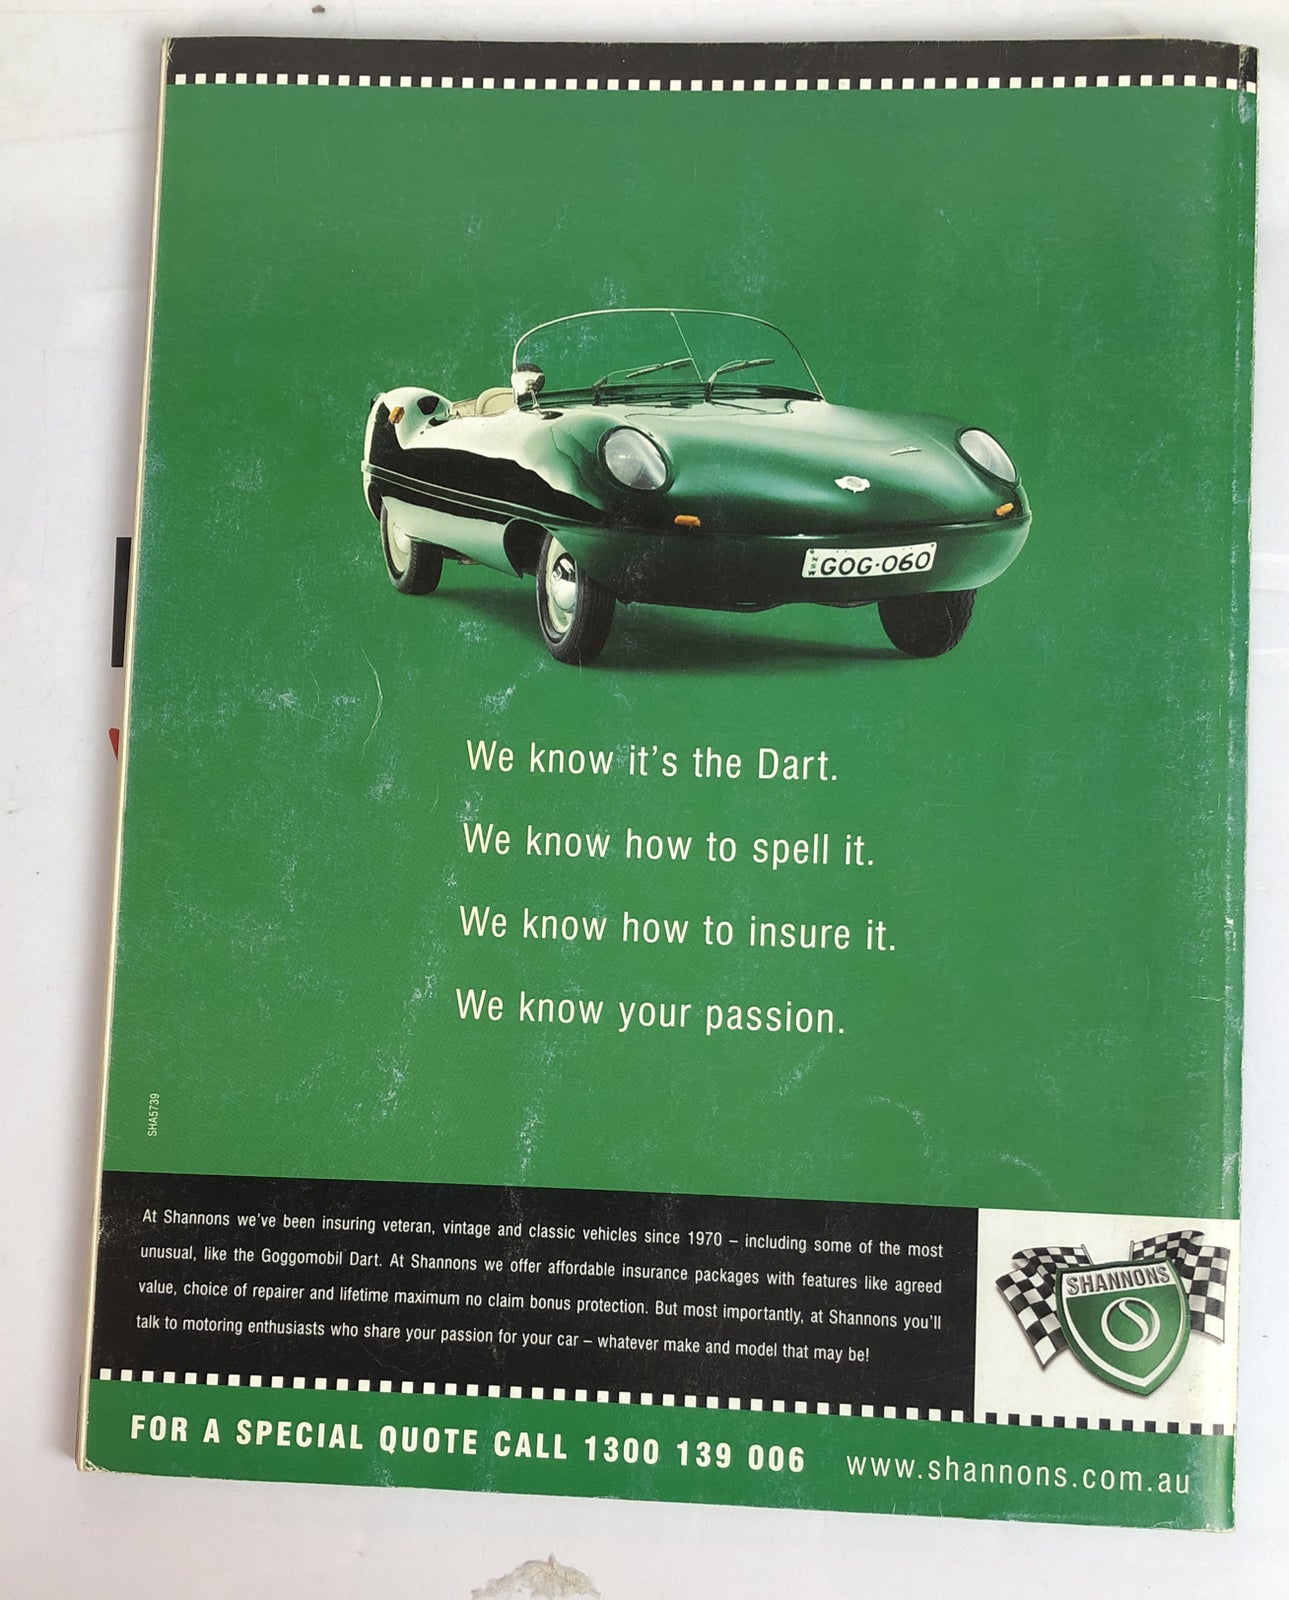 GOG·060
We know it's the Dart.
We know how to spell it.
We know how to insure it.
We know your passion.
SHA5739
At Shannons we've been insuring veteran, vintage and classic vehicles since 1970 – including some of the most
unusual, like the Goggomobil Dart. At Shannons we offer affordable insurance packages with features like agreed
value, choice of repairer and lifetime maximum no claim bonus protection. But most importantly, at Shannons you'll
talk to motoring enthusiasts who share your passion for your car – whatever make and model that may be!
SHANNONS
FOR A SPECIAL QUOTE CALL 1300 139 006 www.shannons.com.au